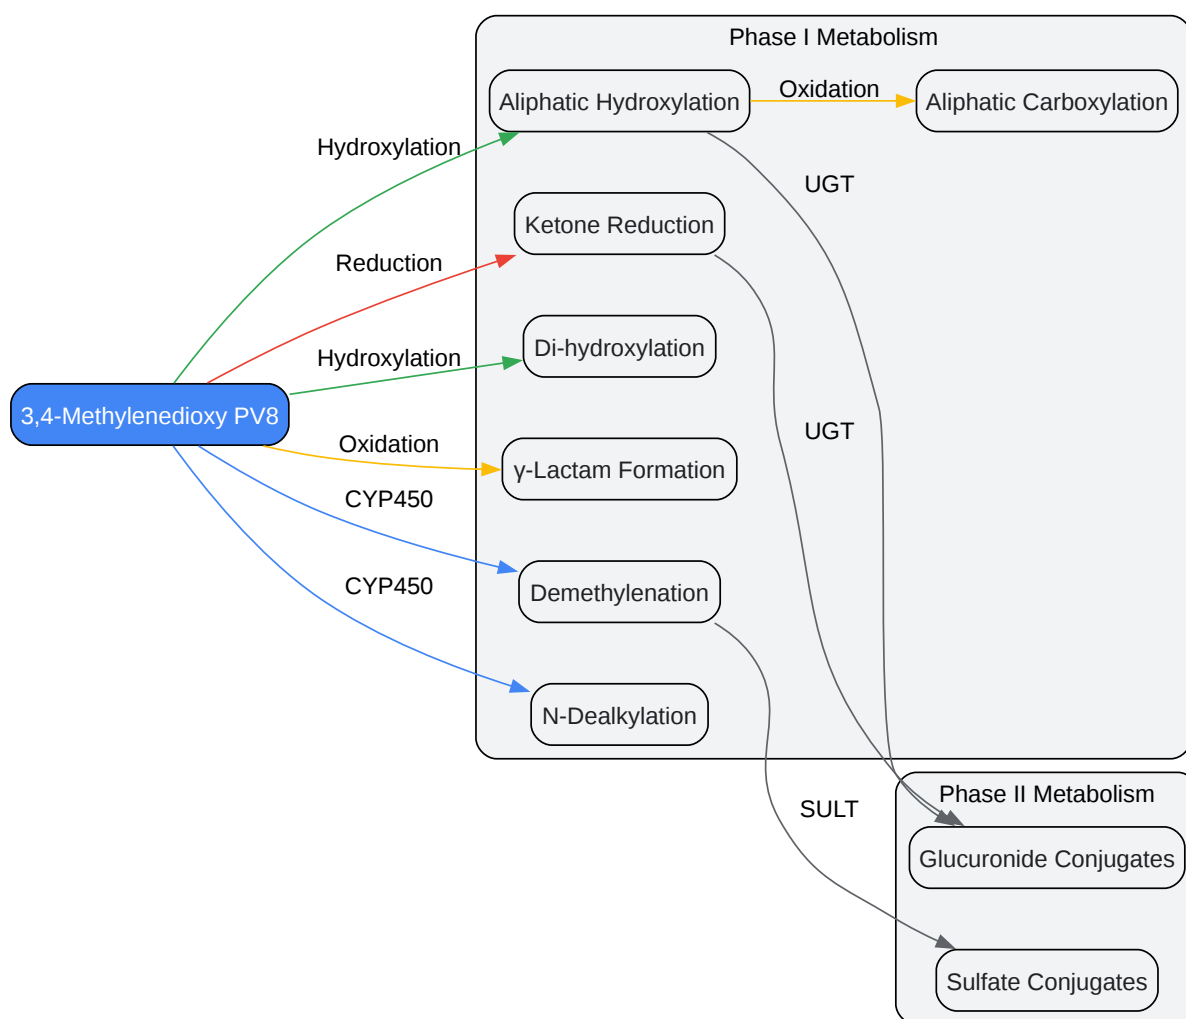 Phase I Metabolism
Aliphatic Hydroxylation
Oxidation
Aliphatic Carboxylation
Hydroxylation
UGT
Ketone Reduction
Reduction
Di-hydroxylation
Hydroxylation
3,4-Methylenedioxy PV8
UGT
Oxidation
γ-Lactam Formation
CYP450
Demethylenation
CYP450
N-Dealkylation
Phase II Metabolism
SULT
Glucuronide Conjugates
Sulfate Conjugates